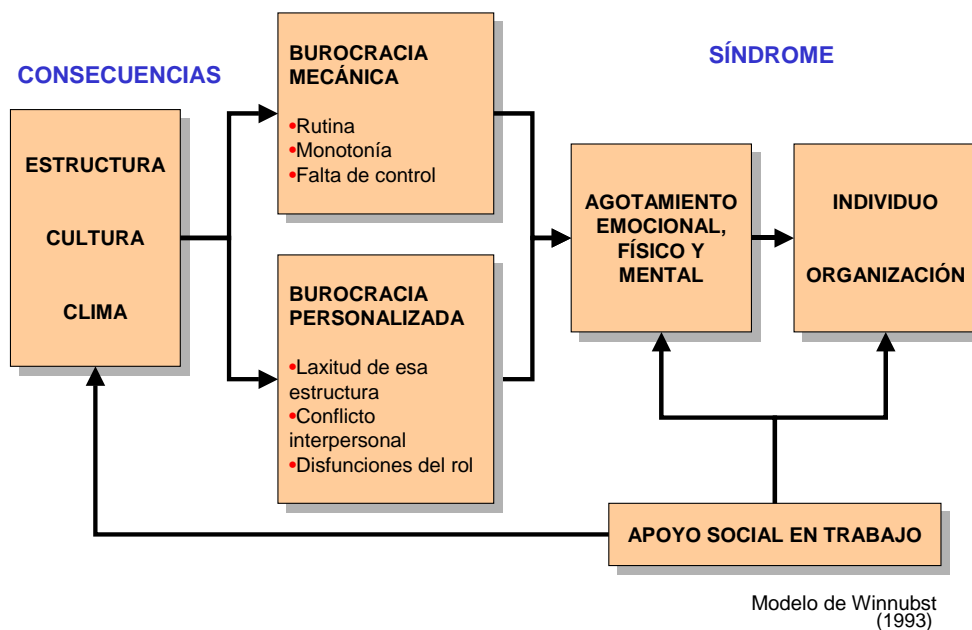 CONSECUENCIAS
ESTRUCTURA
CULTURA
CLIMA
BUROCRACIA
MECÁNICA
•Rutina
•Monotonía
•Falta de control
BUROCRACIA
PERSONALIZADA
•Laxitud de esa
estructura
•Conflicto
interpersonal
•Disfunciones del rol
SÍNDROME
AGOTAMIENTO
EMOCIONAL,
FÍSICO Y
MENTAL
INDIVIDUO
ORGANIZACIÓN
APOYO SOCIAL EN TRABAJO
Modelo de Winnubst
(1993)